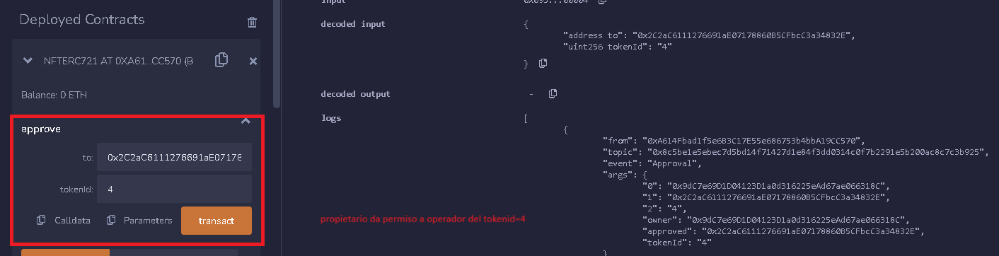 Deployed Contracts
NFTERC721 AT 0XA61...CC570 (B
Balance: 0 ETH
approve
to:
0x2C2aC6111276691aE07178
tokenId:
4
Calldata
Parameters
transact
input
0x095...00004
decoded input
{
"address to": "0x2C2aC6111276691aE07178860B5CFbcC3a34832E",
"uint256 tokenId": "4"
}
decoded output
-
logs
[
{
"from": "0xA614Fbad1f5e6B3C17E55e686753b4bbA19CC570",
"topic": "0x8c5be1e5ebec7d5bd14f71427d1e84f3dd0314c0f7b2291e5b200ac8c7c3b925",
"event": "Approval",
"args": {
"0": "0x9dC7e69D1D04123D1a0d316225eAd67ae066318C",
"1": "0x2C2aC6111276691aE07178860B5CFbcC3a34832E",
"2": "4",
"owner": "0x9dC7e69D1D04123D1a0d316225eAd67ae066318C",
"approved": "0x2C2aC6111276691aE07178860B5CFbcC3a34832E",
"tokenId": "4"
}
propietario da permiso a operador del tokenid=4